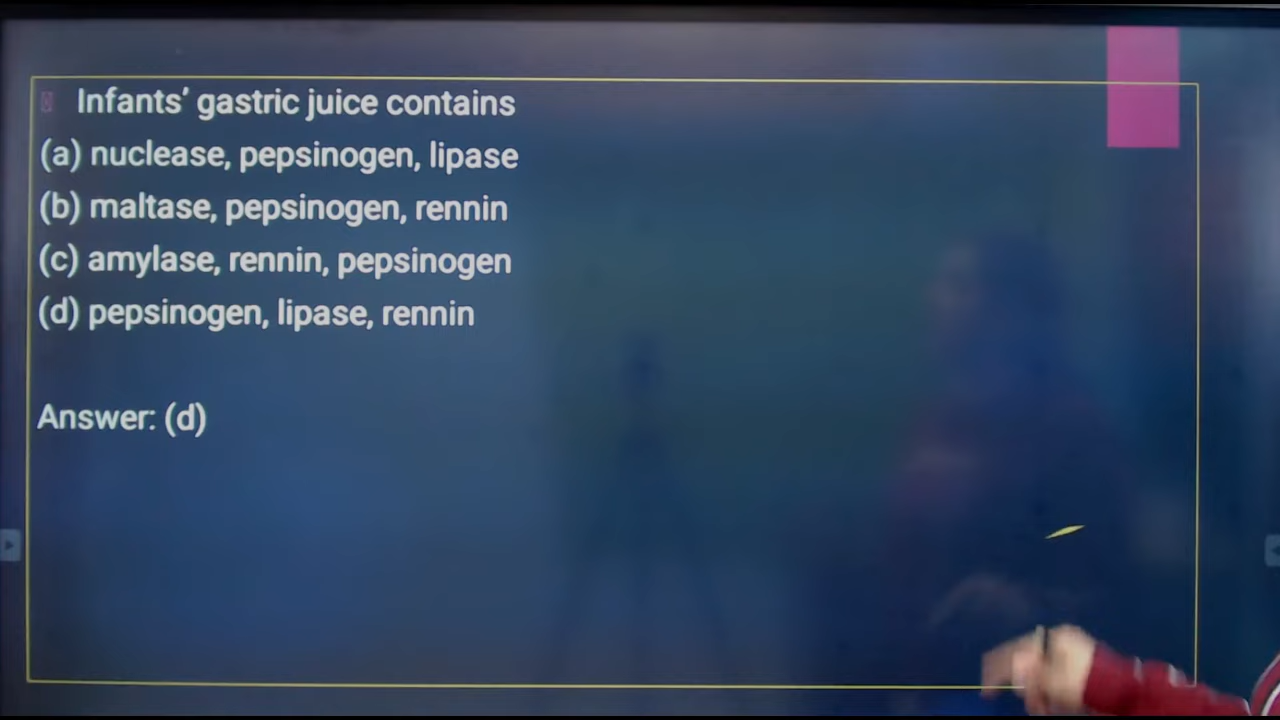 Infants’ gastric juice contains
(a) nuclease, pepsinogen, lipase
(b) maltase, pepsinogen, rennin
(c) amylase, rennin, pepsinogen
(d) pepsinogen, lipase, rennin
Answer: (d)